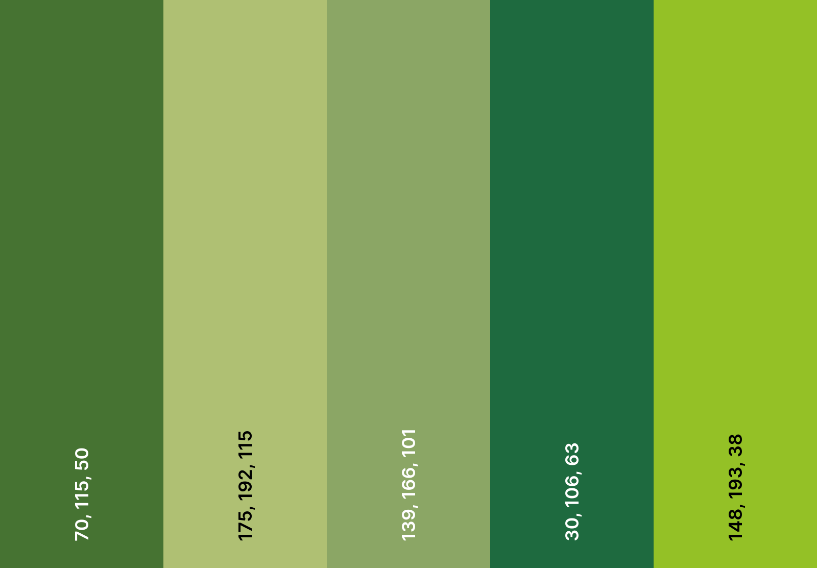 70, 115, 50
175, 192, 115
139, 166, 101
30, 106, 63
148, 193, 38